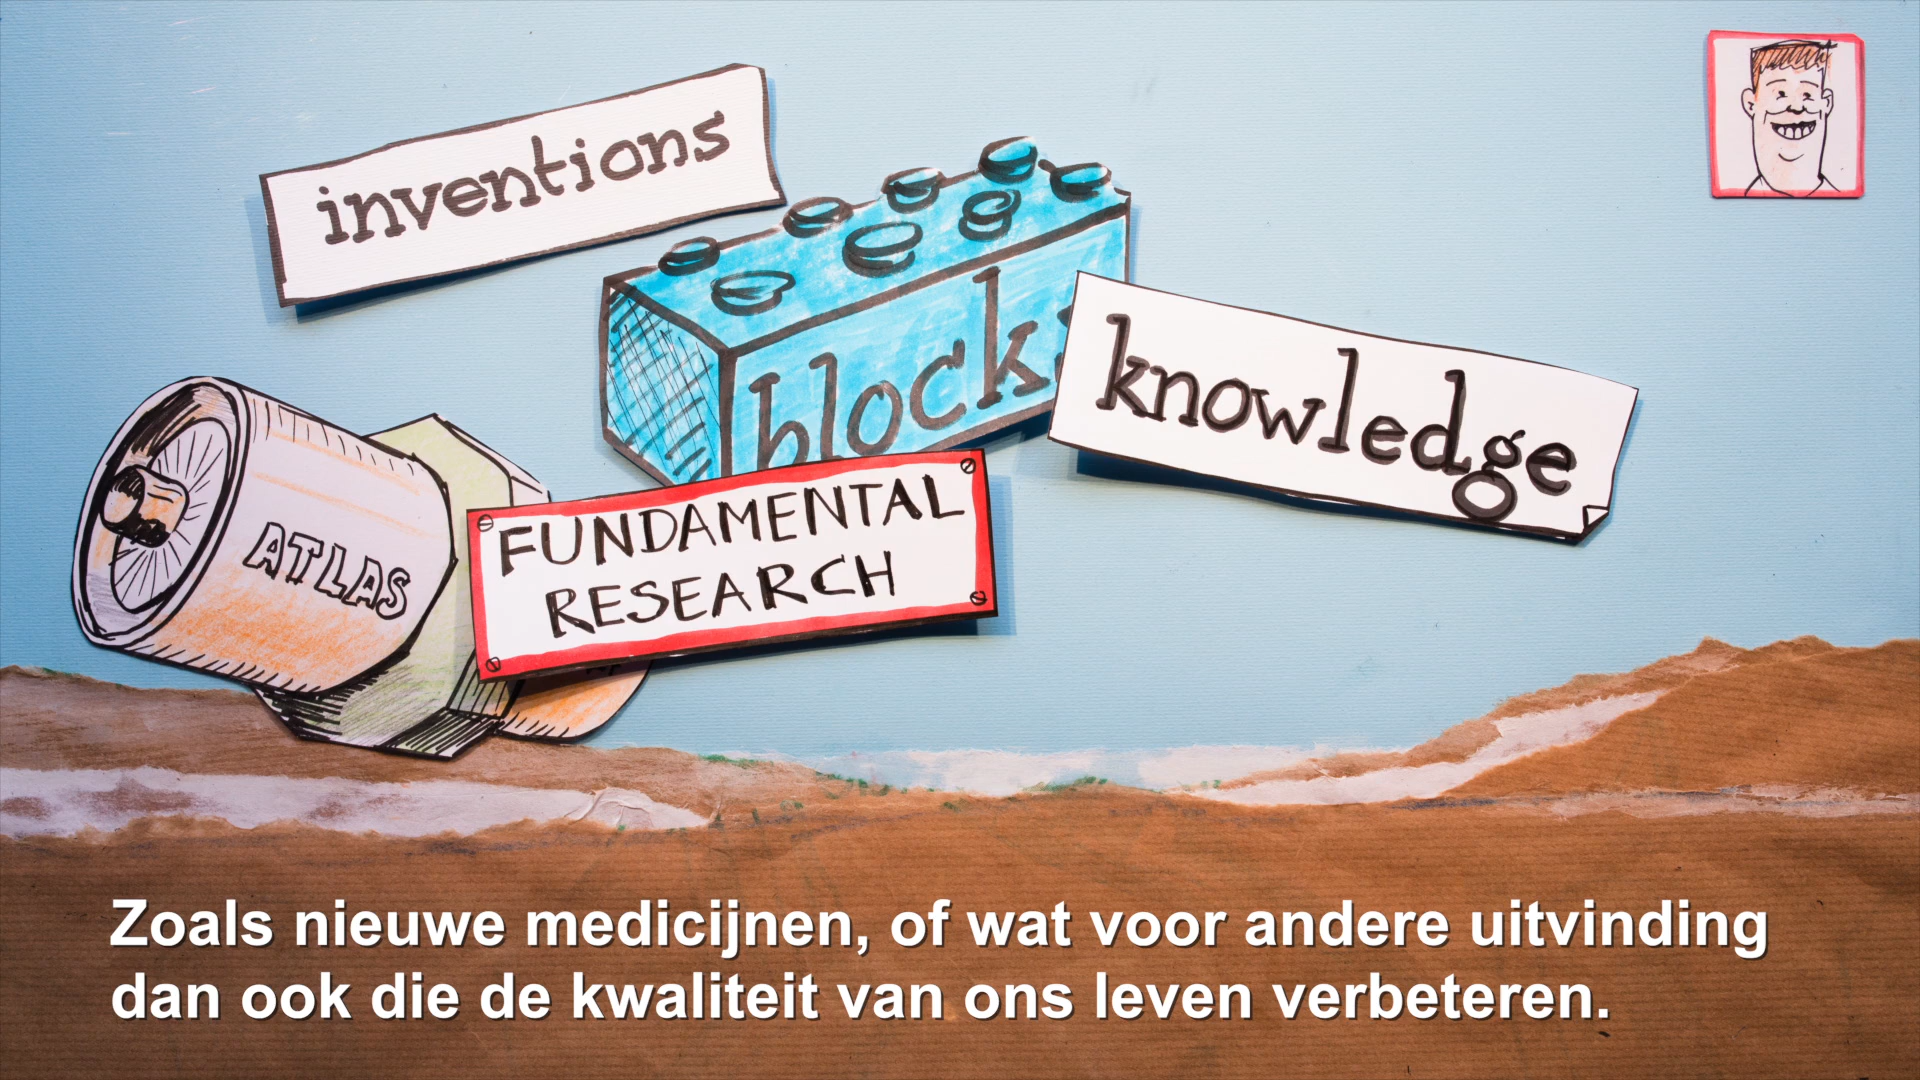 inventions
block
knowledge
ATLAS
FUNDAMENTAL
RESEARCH
Zoals nieuwe medicijnen, of wat voor andere uitvinding
dan ook die de kwaliteit van ons leven verbeteren.